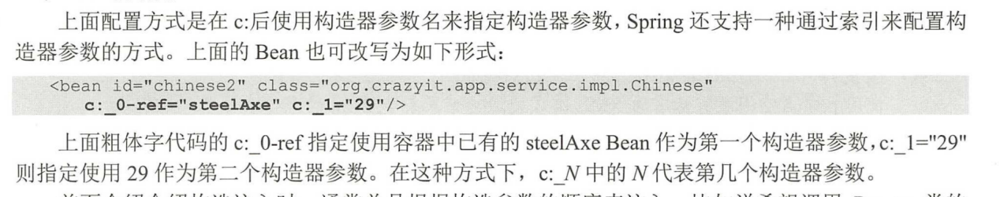 上面配置方式是在 c:后使用构造器参数名来指定构造器参数，Spring 还支持一种通过索引来配置构
造器参数的方式。上面的 Bean 也可改写为如下形式：
<bean id="chinese2" class="org.crazyit.app.service.impl.Chinese"
c:_0-ref="steelAxe" c:_1="29"/>
上面粗体字代码的 c:_0-ref 指定使用容器中已有的 steelAxe Bean 作为第一个构造器参数，c:_1="29"
则指定使用 29 作为第二个构造器参数。在这种方式下，c:_N 中的 N 代表第几个构造器参数。